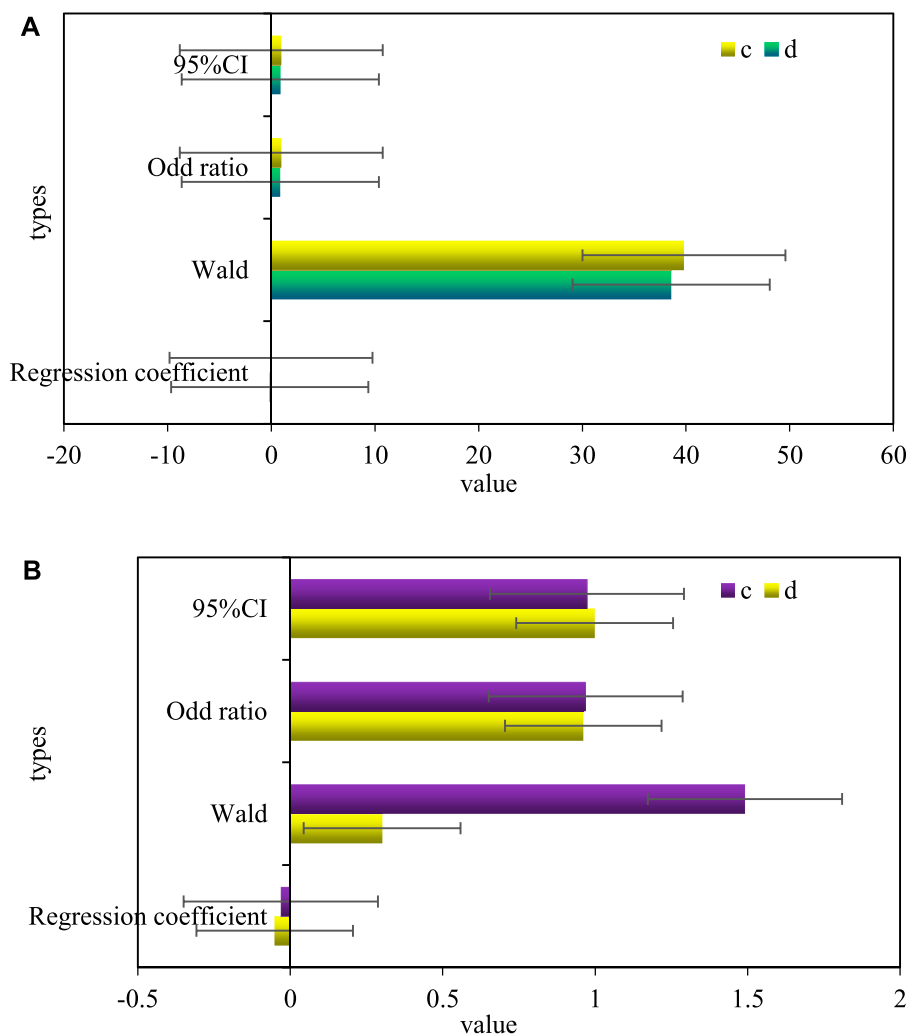 A
c d
95%CI
Odd ratio
Wald
Regression coefficient
types
-20 -10 0 10 20 30 40 50 60
value
B
c d
95%CI
Odd ratio
Wald
Regression coefficient
types
-0.5 0 0.5 1 1.5 2
value